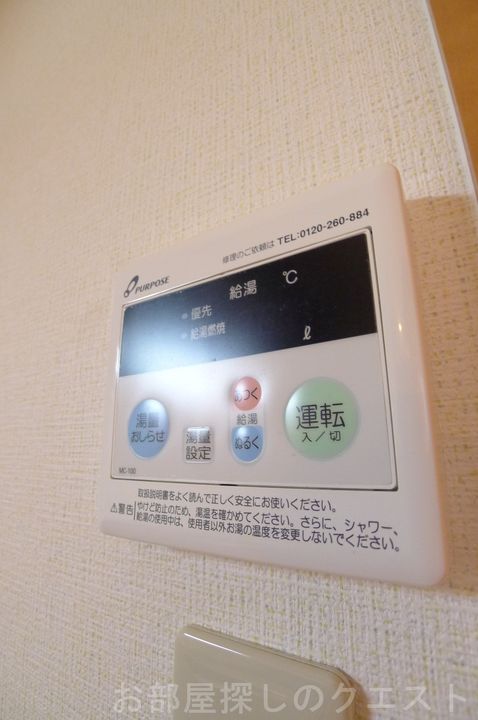 修理のご依頼は TEL:0120-260-884
PURPOSE
給湯 ℃
優先
給湯燃焼 ℓ
湯量
おしらせ
湯量
設定
あつく
給湯
ぬるく
運転
入/切
MC-100
取扱説明書をよく読んで正しく安全にお使いください。
⚠警告 やけど防止のため、湯温を確かめてください。さらに、シャワー、
給湯の使用中は、使用者以外お湯の温度を変更しないでください。
お部屋探しのクエスト